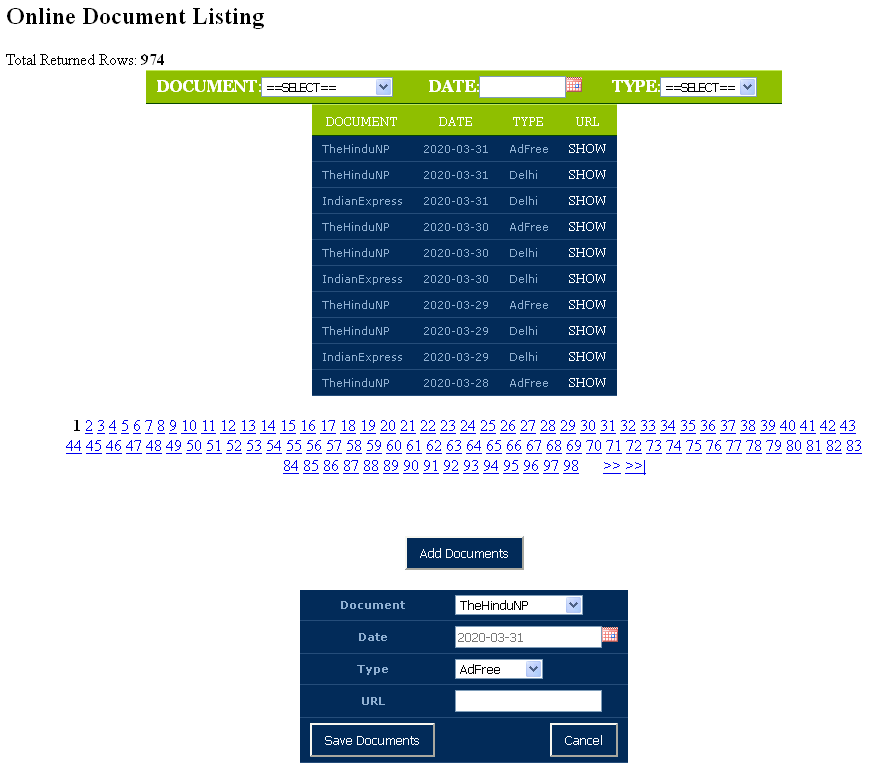 Online Document Listing
Total Returned Rows: 974
DOCUMENT: ==SELECT== DATE: TYPE: ==SELECT==
DOCUMENT DATE TYPE URL
TheHinduNP 2020-03-31 AdFree SHOW
TheHinduNP 2020-03-31 Delhi SHOW
IndianExpress 2020-03-31 Delhi SHOW
TheHinduNP 2020-03-30 AdFree SHOW
TheHinduNP 2020-03-30 Delhi SHOW
IndianExpress 2020-03-30 Delhi SHOW
TheHinduNP 2020-03-29 AdFree SHOW
TheHinduNP 2020-03-29 Delhi SHOW
IndianExpress 2020-03-29 Delhi SHOW
TheHinduNP 2020-03-28 AdFree SHOW
1 2 3 4 5 6 7 8 9 10 11 12 13 14 15 16 17 18 19 20 21 22 23 24 25 26 27 28 29 30 31 32 33 34 35 36 37 38 39 40 41 42 43
44 45 46 47 48 49 50 51 52 53 54 55 56 57 58 59 60 61 62 63 64 65 66 67 68 69 70 71 72 73 74 75 76 77 78 79 80 81 82 83
84 85 86 87 88 89 90 91 92 93 94 95 96 97 98 >> >>|
Add Documents
Document TheHinduNP
Date 2020-03-31
Type AdFree
URL
Save Documents Cancel